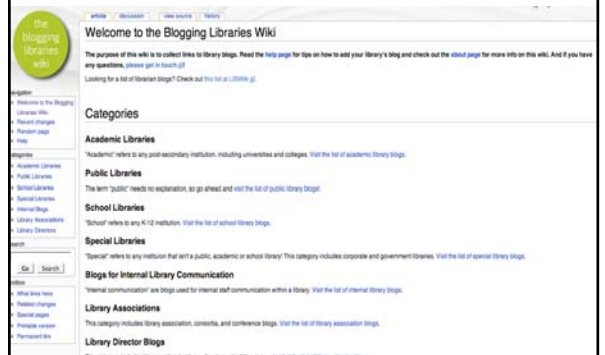 the
blogging
libraries
wiki
article discussion view source history
Welcome to the Blogging Libraries Wiki
The purpose of this wiki is to collect links to library blogs. Read the help page for tips on how to add your library's blog and check out the about page for more info on this wiki. And if you have
any questions, please get in touch
Looking for a list of librarian blogs? Check out this list at LISWiki
navigation
Welcome to the Blogging
Libraries Wiki
Recent changes
Random page
Help
categories
Academic Libraries
Public Libraries
School Libraries
Special Libraries
Internal Blogs
Library Associations
Library Directors
search
Go Search
toolbox
What links here
Related changes
Special pages
Printable version
Permanent link
Categories
Academic Libraries
"Academic" refers to any post-secondary institution, including universities and colleges. Visit the list of academic library blogs.
Public Libraries
The term "public" needs no explanation, so go ahead and visit the list of public library blogs!
School Libraries
"School" refers to any K-12 institution. Visit the list of school library blogs.
Special Libraries
"Special" refers to any instituion that isn't a public, academic or school library! This category includes corporate and government libraries. Visit the list of special library blogs.
Blogs for Internal Library Communication
"Internal communication" are blogs used for internal staff communication within a library. Visit the list of internal library blogs.
Library Associations
This category includes library association, consortia, and conference blogs. Visit the list of library association blogs.
Library Director Blogs